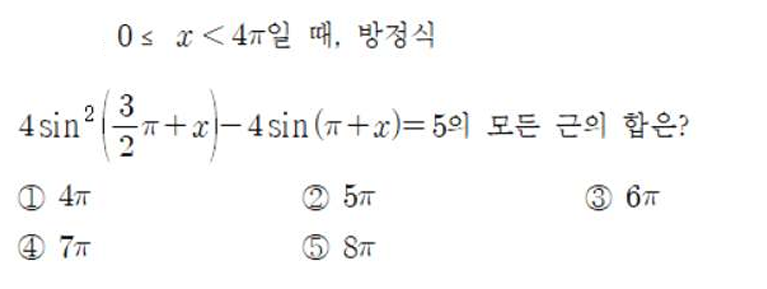 0 ≤ x < 4π일 때, 방정식
4sin²(3/2 π+x)−4sin(π+x)=5의 모든 근의 합은?
① 4π ② 5π ③ 6π
④ 7π ⑤ 8π